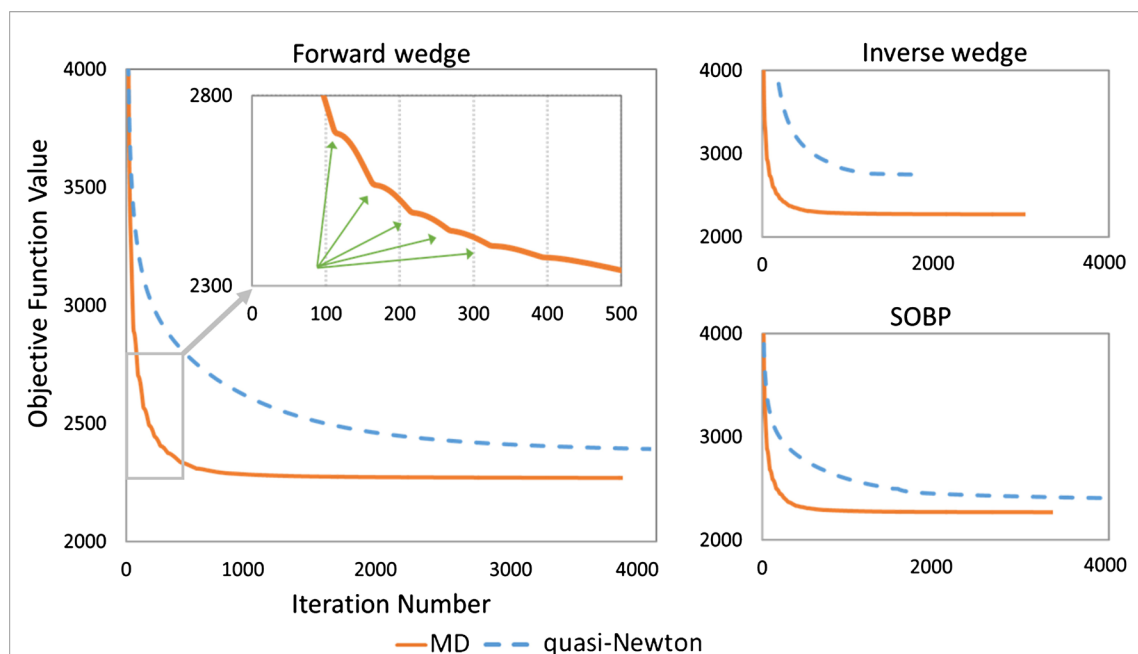 Forward wedge
4000
3500
3000
2500
2000
Objective Function Value
2800
2300
0 100 200 300 400 500
0 1000 2000 3000 4000
Iteration Number
Inverse wedge
4000
3000
2000
0 2000 4000
SOBP
4000
3000
2000
0 2000 4000
MD quasi-Newton